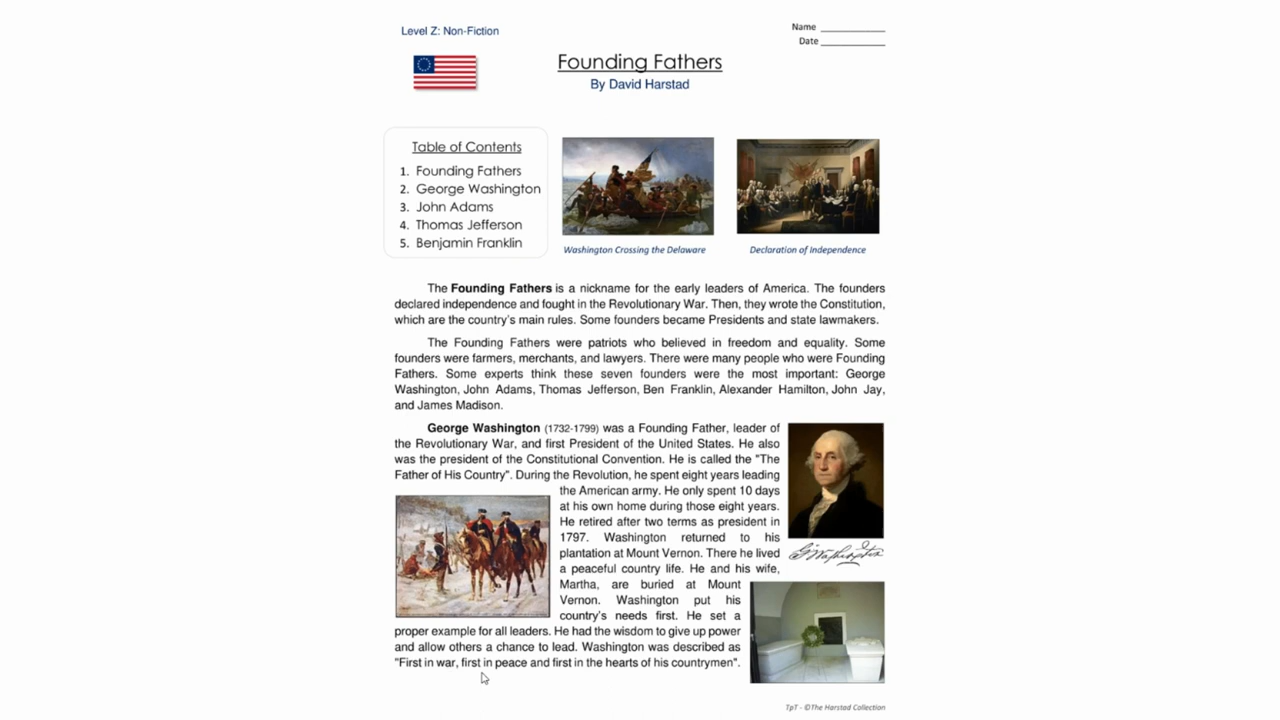 Level Z: Non-Fiction
Name
Date
Founding Fathers
By David Harstad
Table of Contents
1. Founding Fathers
2. George Washington
3. John Adams
4. Thomas Jefferson
5. Benjamin Franklin
Washington Crossing the Delaware
Declaration of Independence
The Founding Fathers is a nickname for the early leaders of America. The founders
declared independence and fought in the Revolutionary War. Then, they wrote the Constitution,
which are the country's main rules. Some founders became Presidents and state lawmakers.
The Founding Fathers were patriots who believed in freedom and equality. Some
founders were farmers, merchants, and lawyers. There were many people who were Founding
Fathers. Some experts think these seven founders were the most important: George
Washington, John Adams, Thomas Jefferson, Ben Franklin, Alexander Hamilton, John Jay,
and James Madison.
George Washington (1732-1799) was a Founding Father, leader of
the Revolutionary War, and first President of the United States. He also
was the president of the Constitutional Convention. He is called the "The
Father of His Country". During the Revolution, he spent eight years leading
the American army. He only spent 10 days
at his own home during those eight years.
He retired after two terms as president in
1797. Washington returned to his
plantation at Mount Vernon. There he lived
a peaceful country life. He and his wife,
Martha, are buried at Mount
Vernon. Washington put his
country's needs first. He set a
proper example for all leaders. He had the wisdom to give up power
and allow others a chance to lead. Washington was described as
"First in war, first in peace and first in the hearts of his countrymen".
G:Washington
TpT - ©The Harstad Collection